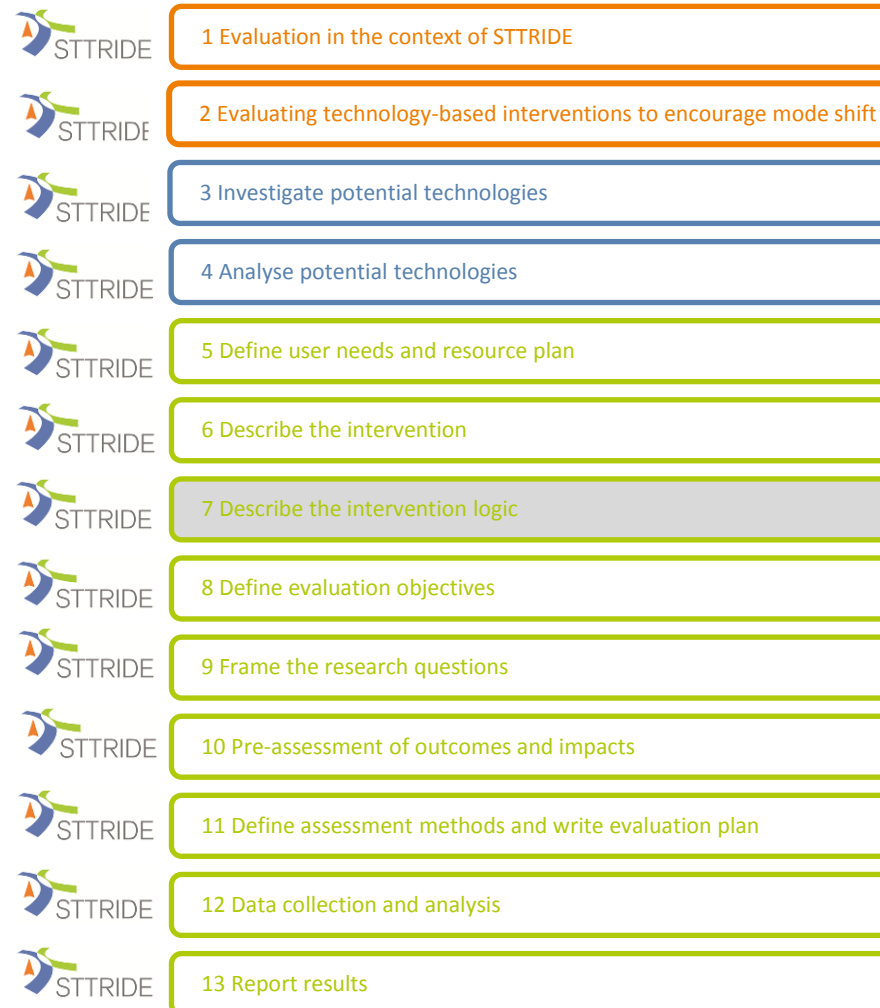 STTRIDE 1 Evaluation in the context of STTRIDE
STTRIDE 2 Evaluating technology-based interventions to encourage mode shift
STTRIDE 3 Investigate potential technologies
STTRIDE 4 Analyse potential technologies
STTRIDE 5 Define user needs and resource plan
STTRIDE 6 Describe the intervention
STTRIDE 7 Describe the intervention logic
STTRIDE 8 Define evaluation objectives
STTRIDE 9 Frame the research questions
STTRIDE 10 Pre-assessment of outcomes and impacts
STTRIDE 11 Define assessment methods and write evaluation plan
STTRIDE 12 Data collection and analysis
STTRIDE 13 Report results